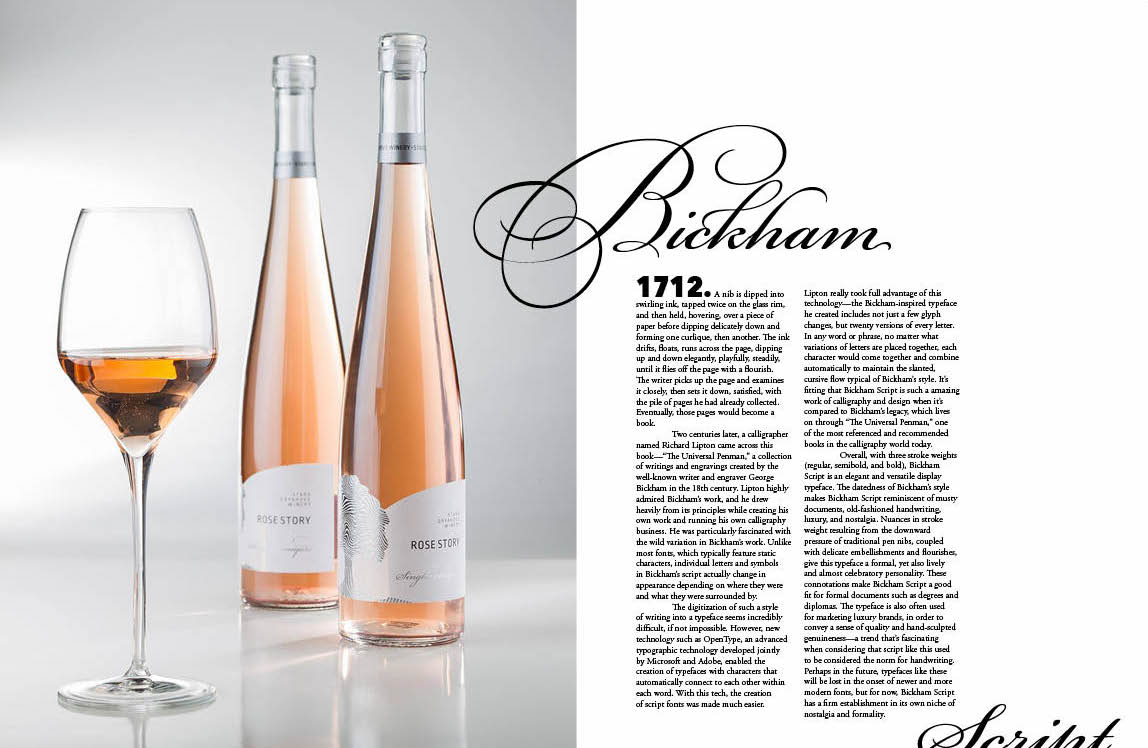 Bickham
1712. A nib is dipped into
swirling ink, tapped twice on the glass rim,
and then held, hovering, over a piece of
paper before dipping delicately down and
forming one curlique, then another. The ink
drifts, floats, runs across the page, dipping
up and down elegantly, playfully, steadily,
until it flies off the page with a flourish.
The writer picks up the page and examines
it closely, then sets it down, satisfied, with
the pile of pages he had already collected.
Eventually, those pages would become a
book.
Two centuries later, a calligrapher
named Richard Lipton came across this
book—“The Universal Penman,” a collection
of writings and engravings created by the
well-known writer and engraver George
Bickham in the 18th century. Lipton highly
admired Bickham’s work, and he drew
heavily from its principles while creating his
own work and running his own calligraphy
business. He was particularly fascinated with
the wild variation in Bickham’s work. Unlike
most fonts, which typically feature static
characters, individual letters and symbols
in Bickham’s script actually change in
appearance depending on where they were
and what they were surrounded by.
The digitization of such a style
of writing into a typeface seems incredibly
difficult, if not impossible. However, new
technology such as OpenType, an advanced
typographic technology developed jointly
by Microsoft and Adobe, enabled the
creation of typefaces with characters that
automatically connect to each other within
each word. With this tech, the creation
of script fonts was made much easier.
Lipton really took full advantage of this
technology—the Bickham-inspired typeface
he created includes not just a few glyph
changes, but twenty versions of every letter.
In any word or phrase, no matter what
variations of letters are placed together, each
character would come together and combine
automatically to maintain the slanted,
cursive flow typical of Bickham’s style. It’s
fitting that Bickham Script is such a amazing
work of calligraphy and design when it’s
compared to Bickham’s legacy, which lives
on through “The Universal Penman,” one
of the most referenced and recommended
books in the calligraphy world today.
Overall, with three stroke weights
(regular, semibold, and bold), Bickham
Script is an elegant and versatile display
typeface. The datedness of Bickham’s style
makes Bickham Script reminiscent of musty
documents, old-fashioned handwriting,
luxury, and nostalgia. Nuances in stroke
weight resulting from the downward
pressure of traditional pen nibs, coupled
with delicate embellishments and flourishes,
give this typeface a formal, yet also lively
and almost celebratory personality. These
connotations make Bickham Script a good
fit for formal documents such as degrees and
diplomas. The typeface is also often used
for marketing luxury brands, in order to
convey a sense of quality and hand-sculpted
genuineness—a trend that’s fascinating
when considering that script like this used
to be considered the norm for handwriting.
Perhaps in the future, typefaces like these
will be lost in the onset of newer and more
modern fonts, but for now, Bickham Script
has a firm establishment in its own niche of
nostalgia and formality.
Script
ROSE STORY
ROSE STORY
WINERY